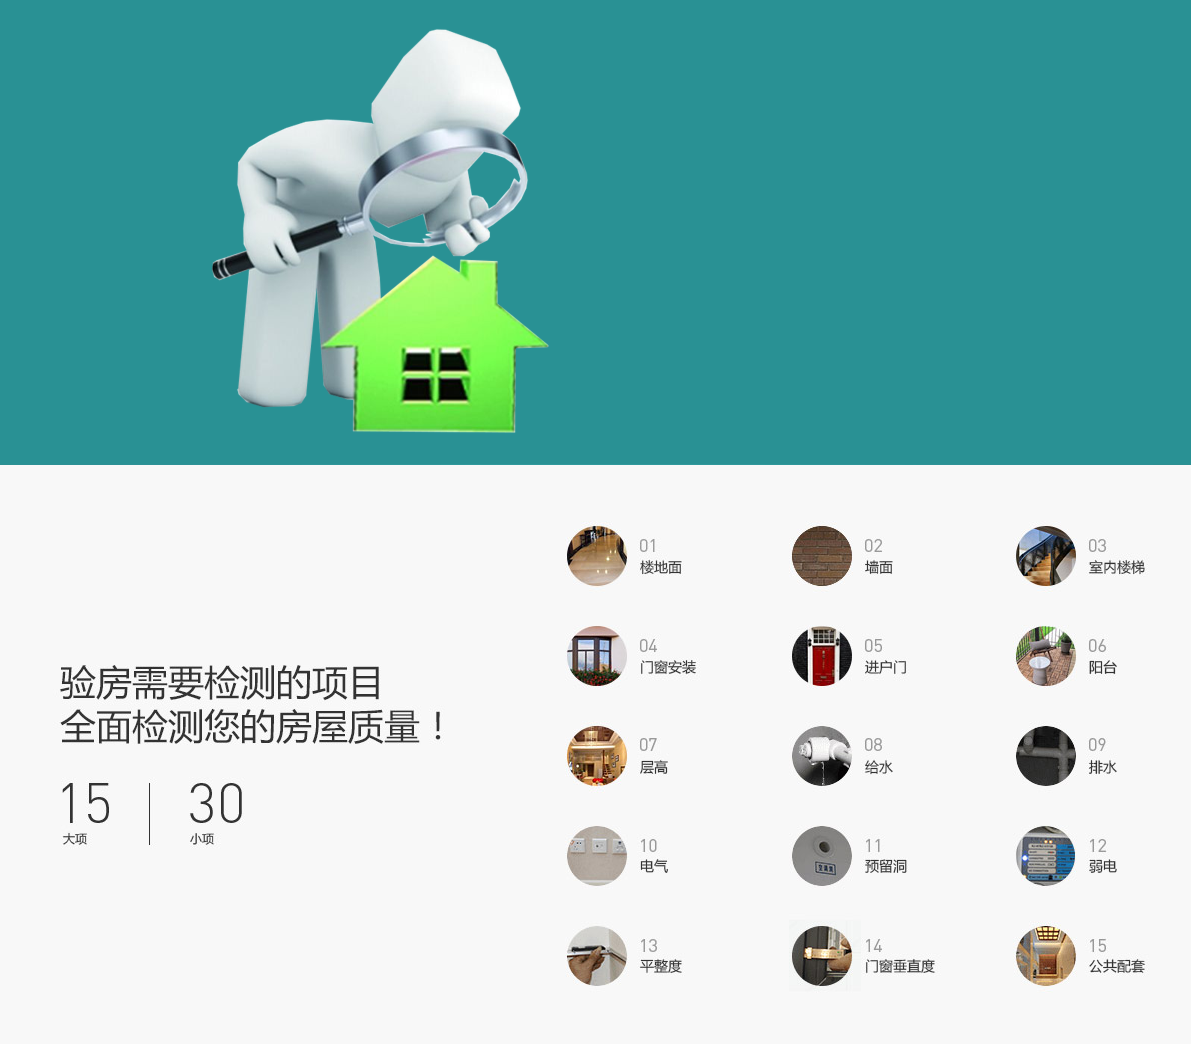 验房需要检测的项目
全面检测您的房屋质量！
15
大项
30
小项
01
楼地面
02
墙面
03
室内楼梯
04
门窗安装
05
进户门
06
阳台
07
层高
08
给水
09
排水
10
电气
11
预留洞
12
弱电
13
平整度
14
门窗垂直度
15
公共配套